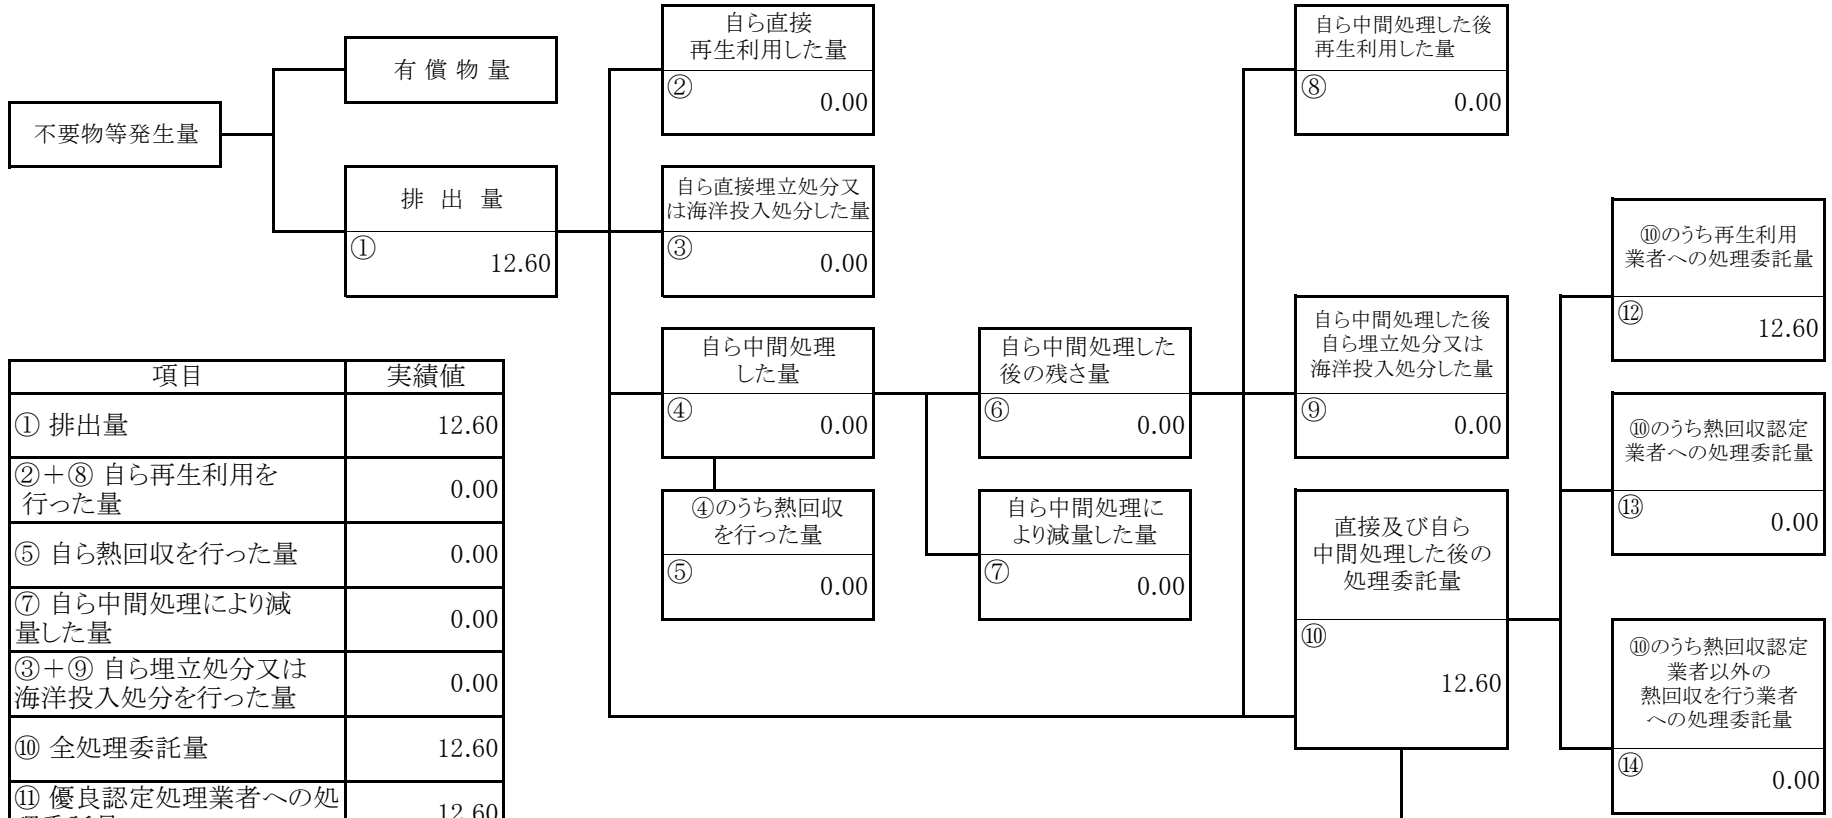 不要物等発生量
有 償 物 量
排 出 量
①
12.60
自ら直接
再生利用した量
②
0.00
自ら直接埋立処分又
は海洋投入処分した量
③
0.00
自ら中間処理
した量
④
0.00
④のうち熱回収
を行った量
⑤
0.00
自ら中間処理した
後の残さ量
⑥
0.00
自ら中間処理に
より減量した量
⑦
0.00
自ら中間処理した後
再生利用した量
⑧
0.00
自ら中間処理した後
自ら埋立処分又は
海洋投入処分した量
⑨
0.00
直接及び自ら
中間処理した後の
処理委託量
⑩
12.60
⑩のうち再生利用
業者への処理委託量
⑫
12.60
⑩のうち熱回収認定
業者への処理委託量
⑬
0.00
⑩のうち熱回収認定
業者以外の
熱回収を行う業者
への処理委託量
⑭
0.00
項目 実績値
① 排出量 12.60
②＋⑧ 自ら再生利用を
行った量 0.00
⑤ 自ら熱回収を行った量 0.00
⑦ 自ら中間処理により減
量した量 0.00
③＋⑨ 自ら埋立処分又は
海洋投入処分を行った量 0.00
⑩ 全処理委託量 12.60
⑪ 優良認定処理業者への処
12.60